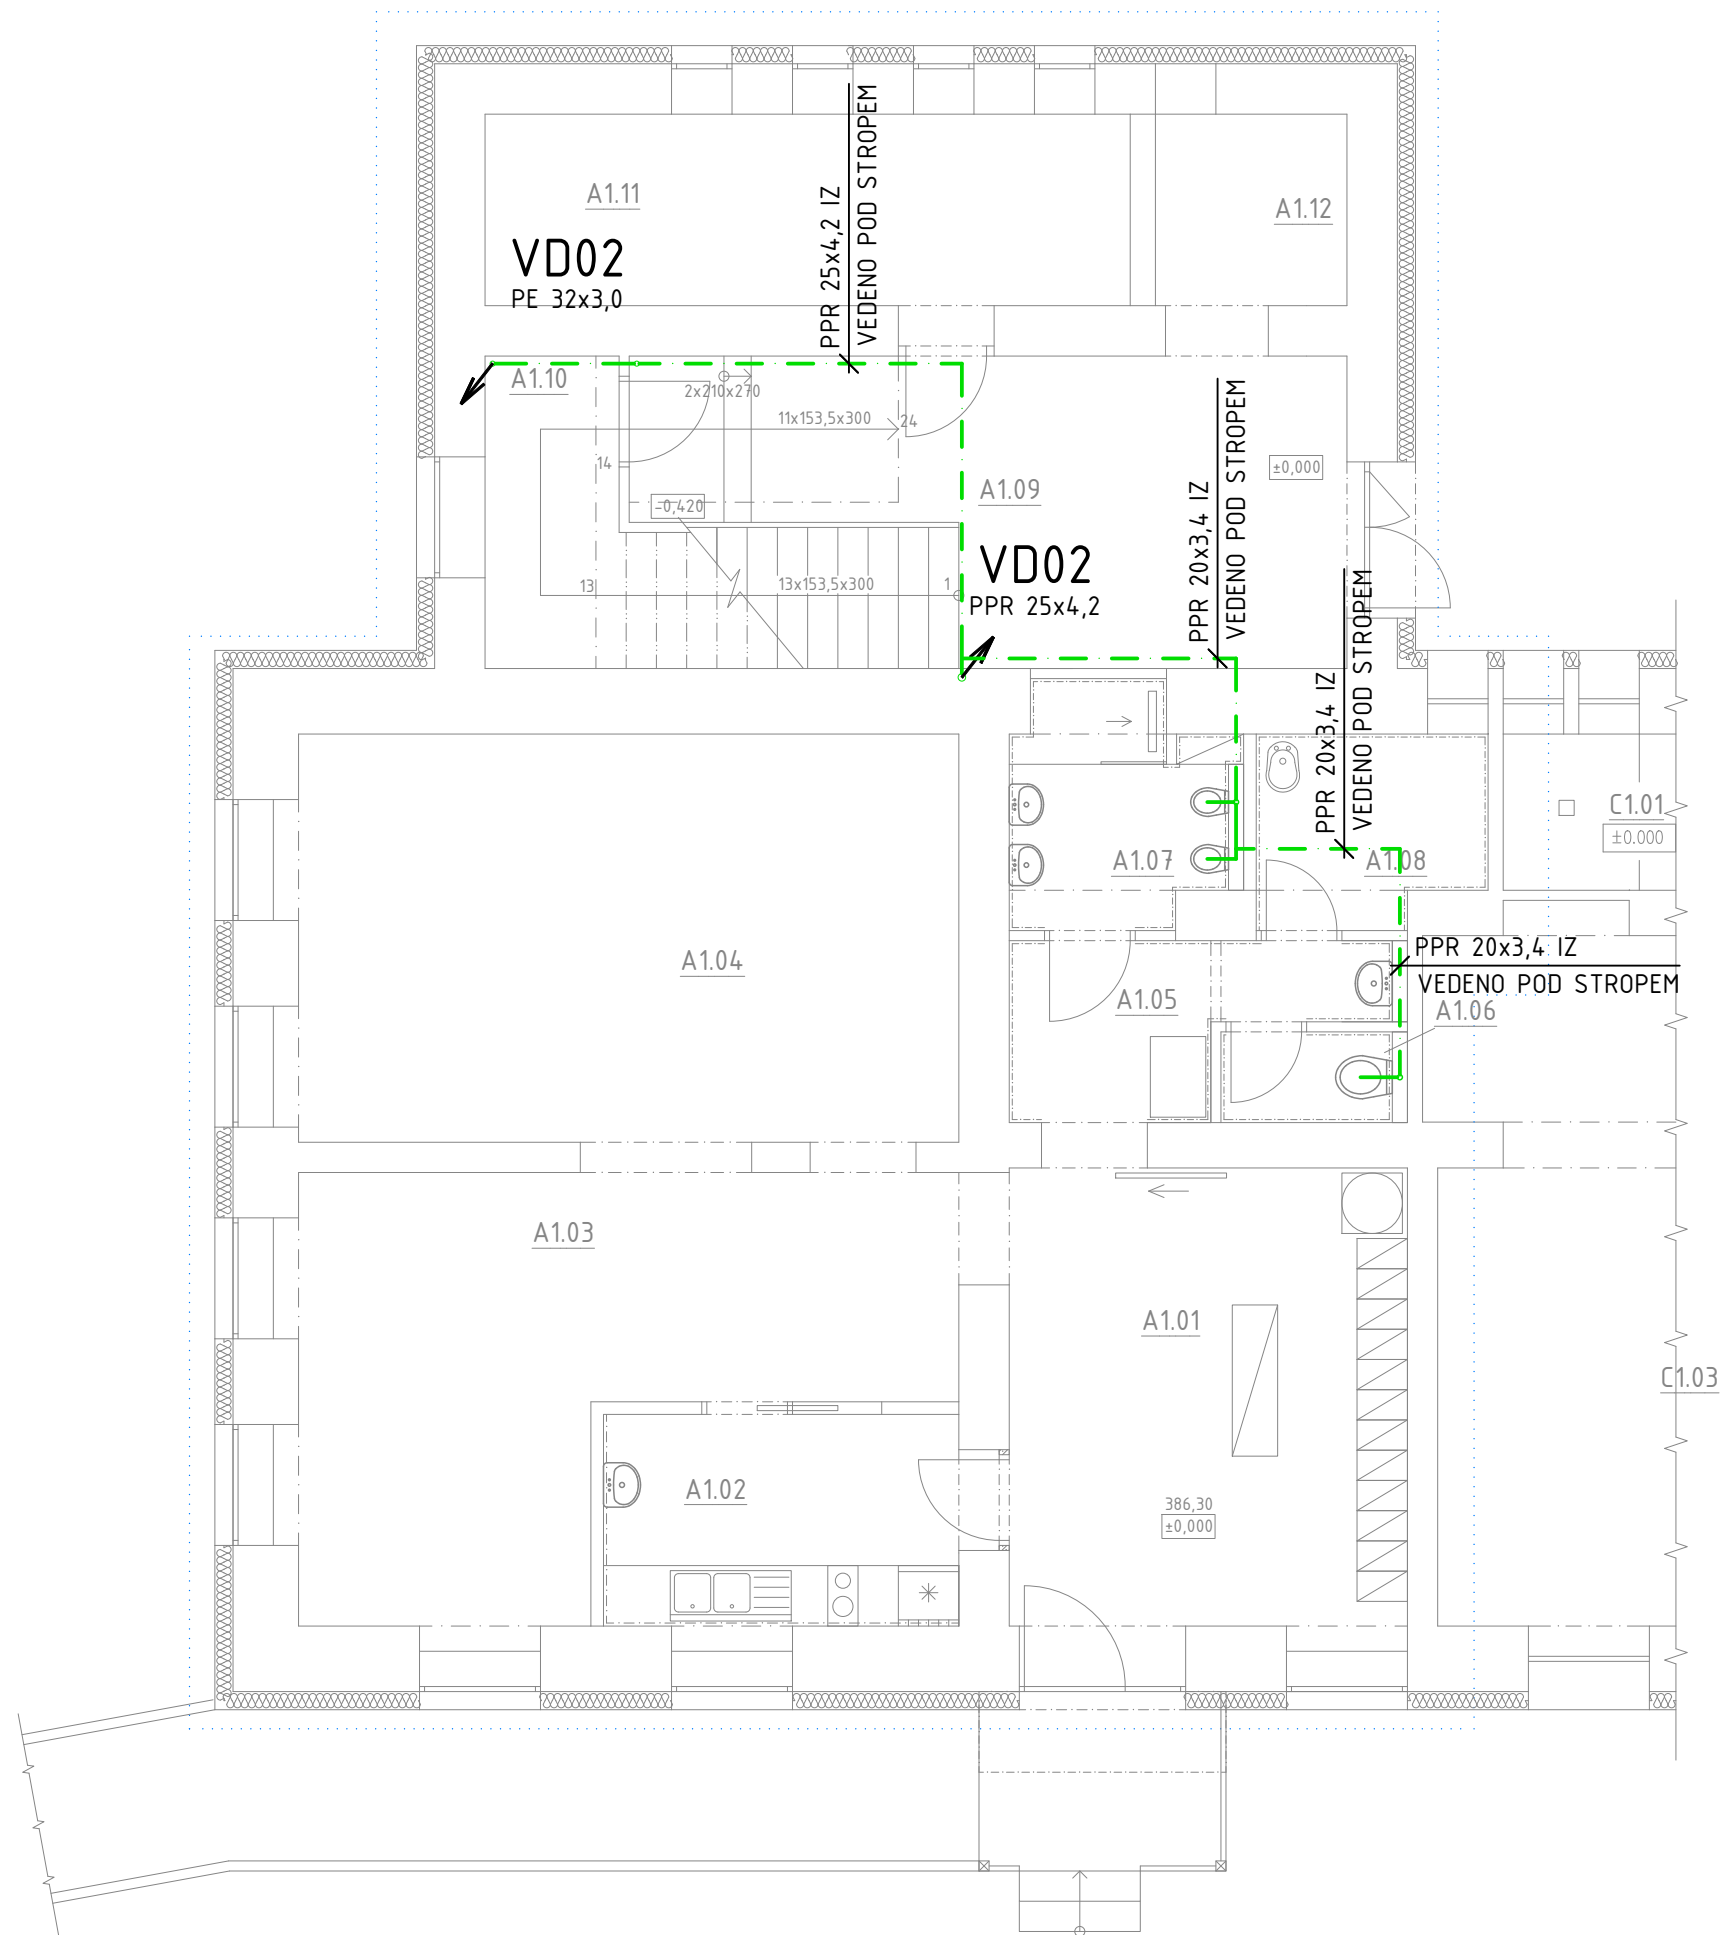 A1.11
A1.12
VD02
PE 32x3,0
PPR 25x4,2 IZ
VEDENO POD STROPEM
A1.10
2x210x270
11x153,5x300
24
14
-0,420
A1.09
±0,000
PPR 20x3,4 IZ
VEDENO POD STROPEM
VD02
PPR 25x4,2
13
13x153,5x300
1
PPR 20x3,4 IZ
VEDENO POD STROPEM
C1.01
±0.000
A1.07
A1.08
A1.04
PPR 20x3,4 IZ
VEDENO POD STROPEM
A1.05
A1.06
A1.03
A1.01
C1.03
A1.02
386,30
±0,000